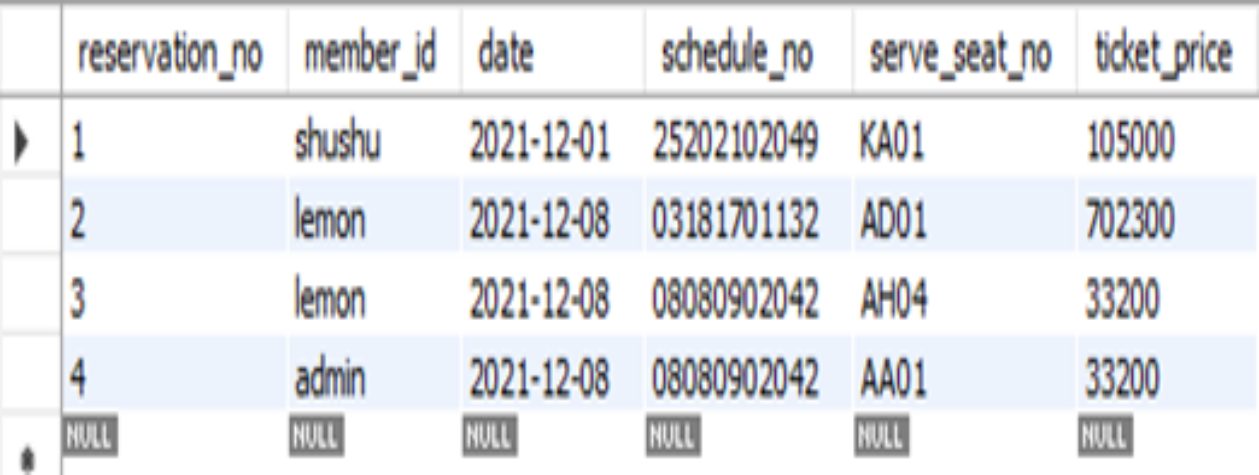 reservation_no member_id date schedule_no serve_seat_no ticket_price
1 shushu 2021-12-01 25202102049 KA01 105000
2 lemon 2021-12-08 03181701132 AD01 702300
3 lemon 2021-12-08 08080902042 AH04 33200
4 admin 2021-12-08 08080902042 AA01 33200
NULL NULL NULL NULL NULL NULL